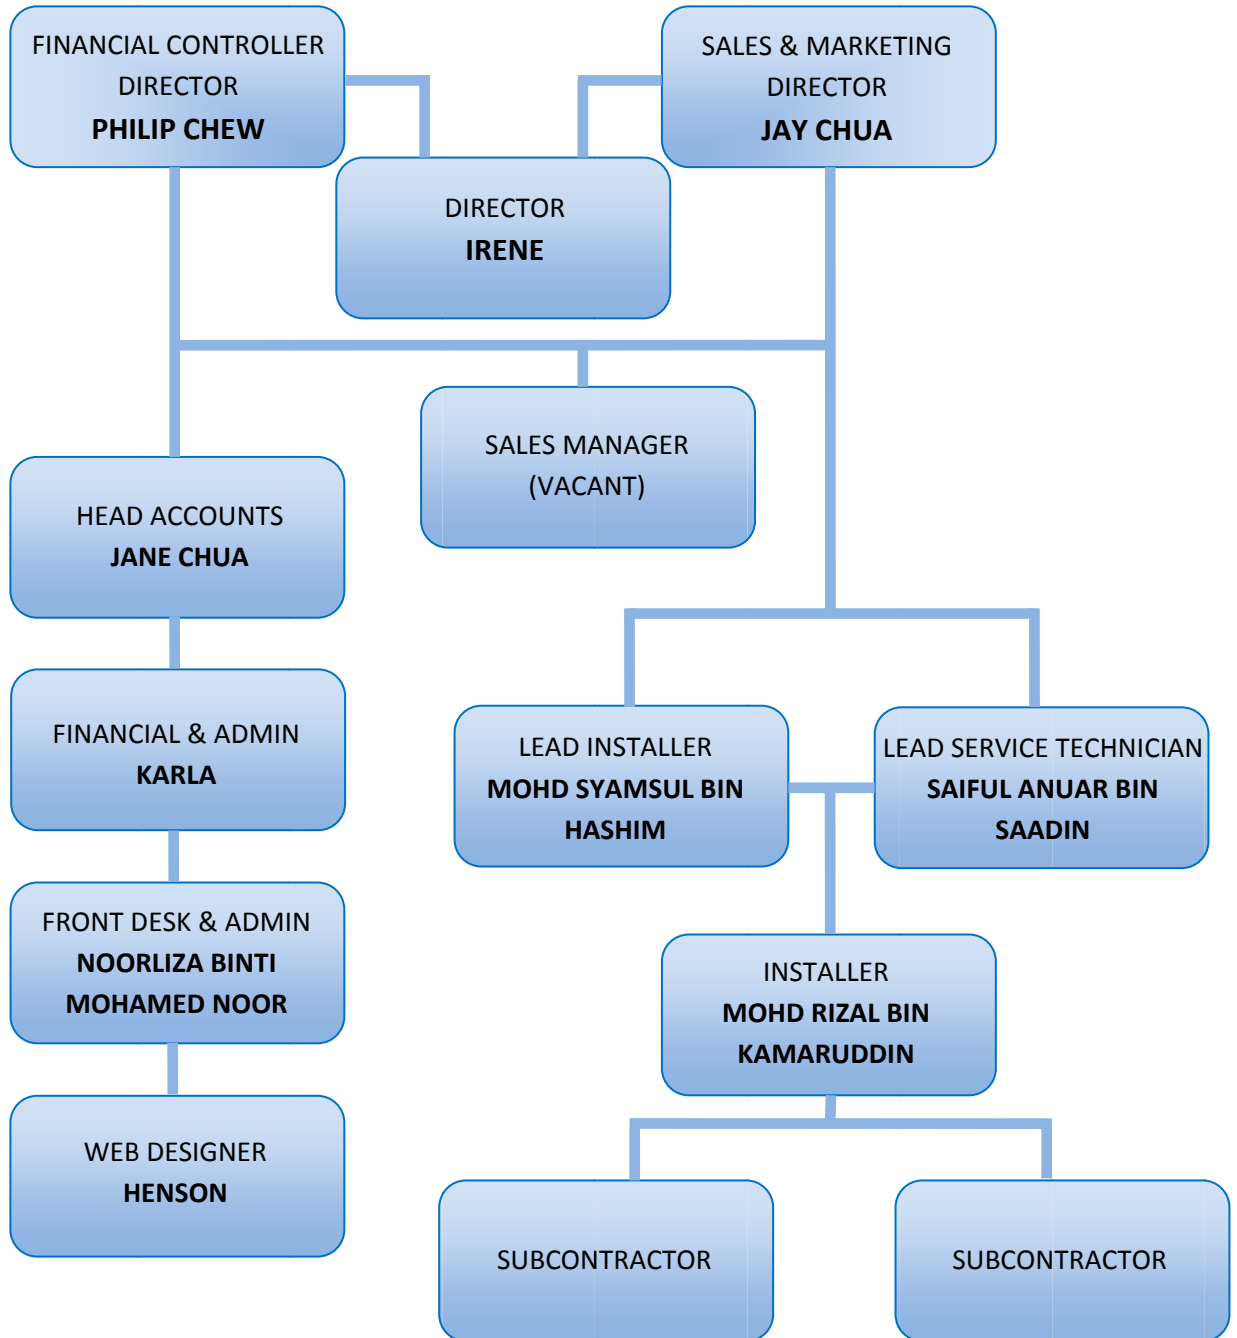 FINANCIAL CONTROLLER
DIRECTOR
PHILIP CHEW
SALES & MARKETING
DIRECTOR
JAY CHUA
DIRECTOR
IRENE
SALES MANAGER
(VACANT)
HEAD ACCOUNTS
JANE CHUA
FINANCIAL & ADMIN
KARLA
LEAD INSTALLER
MOHD SYAMSUL BIN
HASHIM
LEAD SERVICE TECHNICIAN
SAIFUL ANUAR BIN
SAADIN
FRONT DESK & ADMIN
NOORLIZA BINTI
MOHAMED NOOR
INSTALLER
MOHD RIZAL BIN
KAMARUDDIN
WEB DESIGNER
HENSON
SUBCONTRACTOR
SUBCONTRACTOR